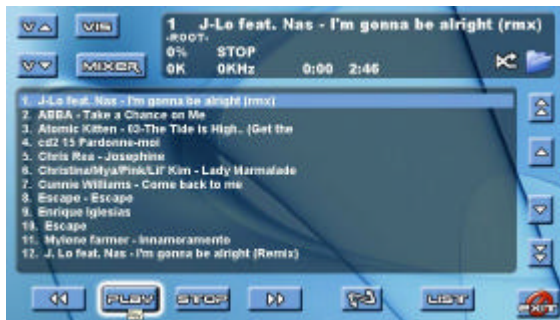 V
VIS
1 J-Lo feat. Nas - I'm gonna be alright (rmx)
-ROOT-
0% STOP
V
MIXER
0K 0KHz 0:00 2:46
1. J-Lo feat. Nas - I'm gonna be alright (rmx)
2. ABBA - Take a Chance on Me
3. Atomic Kitten - 03-The Tide is High.. (Get the
4. cd2 15 Pardonne-moi
5. Chris Rea - Josephine
6. Christina/Mya/Pink/Lil' Kim - Lady Marmalade
7. Gunnie Williams - Come back to me
8. Escape - Escape
9. Enrique Iglesias
10. Escape
11. Mylene farmer - Innamoramento
12. J. Lo feat. Nas - I'm gonna be alright (Remix)
PLAY STOP LIST EXIT